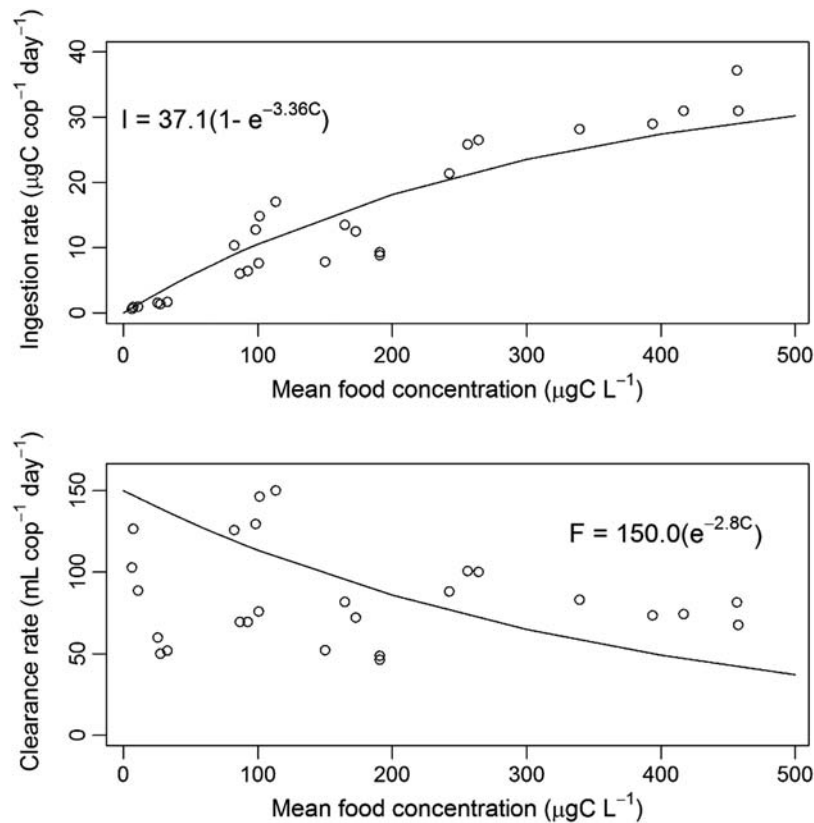 Ingestion rate (μgC cop⁻¹ day⁻¹)
40
30
20
10
0
I = 37.1(1- e⁻³·³⁶ᶜ)
0 100 200 300 400 500
Mean food concentration (μgC L⁻¹)
Clearance rate (mL cop⁻¹ day⁻¹)
150
100
50
0
F = 150.0(e⁻²·⁸ᶜ)
0 100 200 300 400 500
Mean food concentration (μgC L⁻¹)